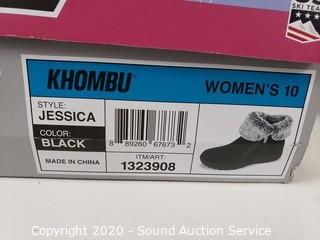 SKI TEAM
KHOMBU
WOMEN'S 10
STYLE:
JESSICA
COLOR:
BLACK
MADE IN CHINA
8 89260 67673 2
ITM/ART:
1323908
Copyright 2020 - Sound Auction Service